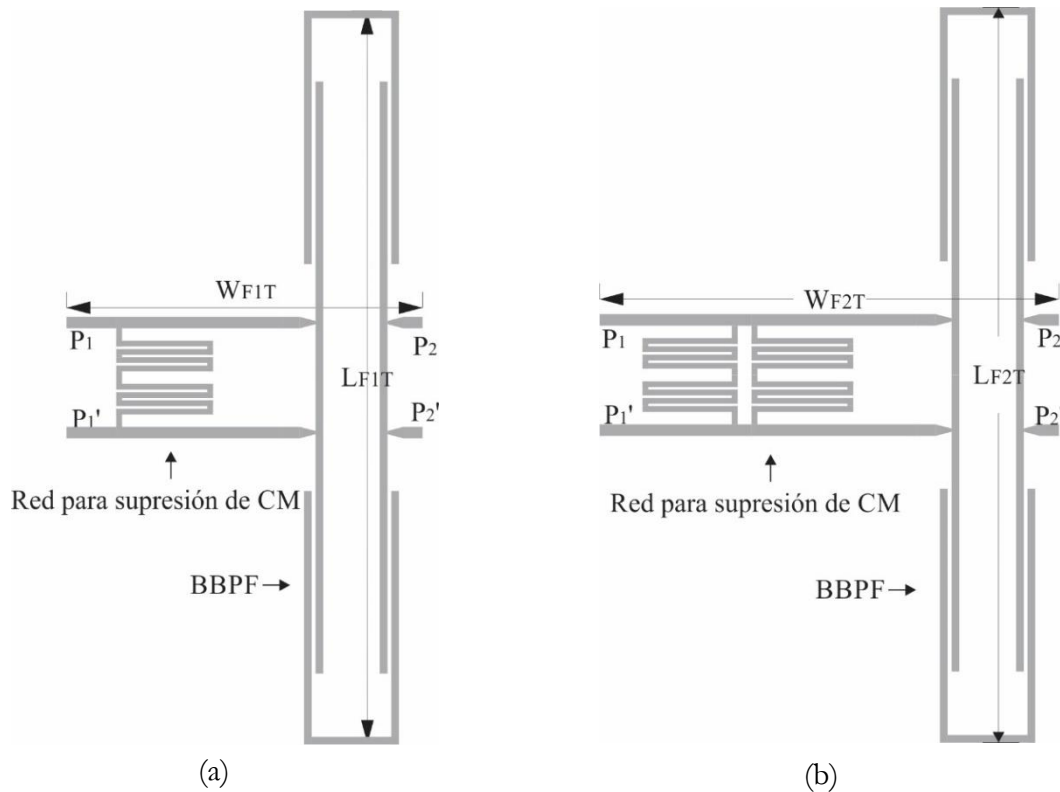 WF1T
P1
P2
LF1T
P1'
P2'
Red para supresión de CM
BBPF
(a)
WF2T
P1
P2
LF2T
P1'
P2
Red para supresión de CM
BBPF
(b)